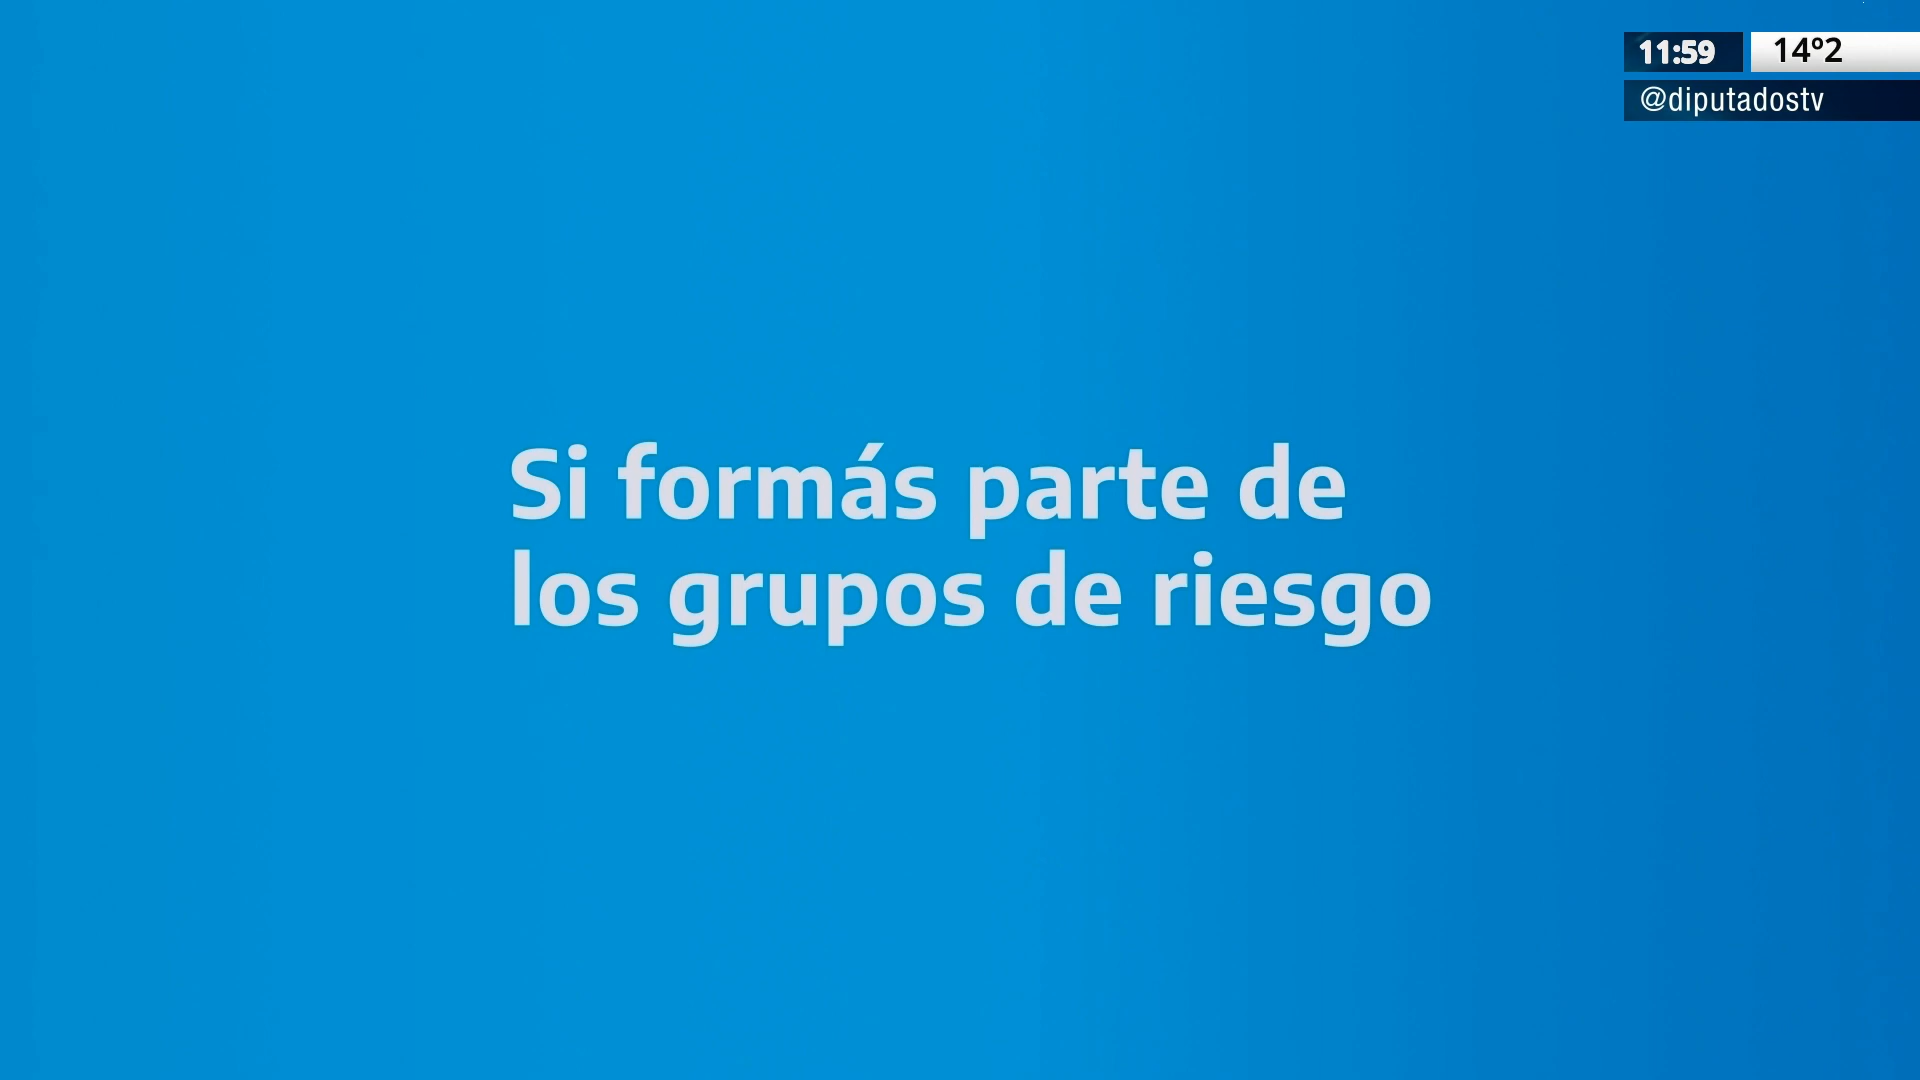 11:59
14º2
@diputadostv
Si formás parte de
los grupos de riesgo